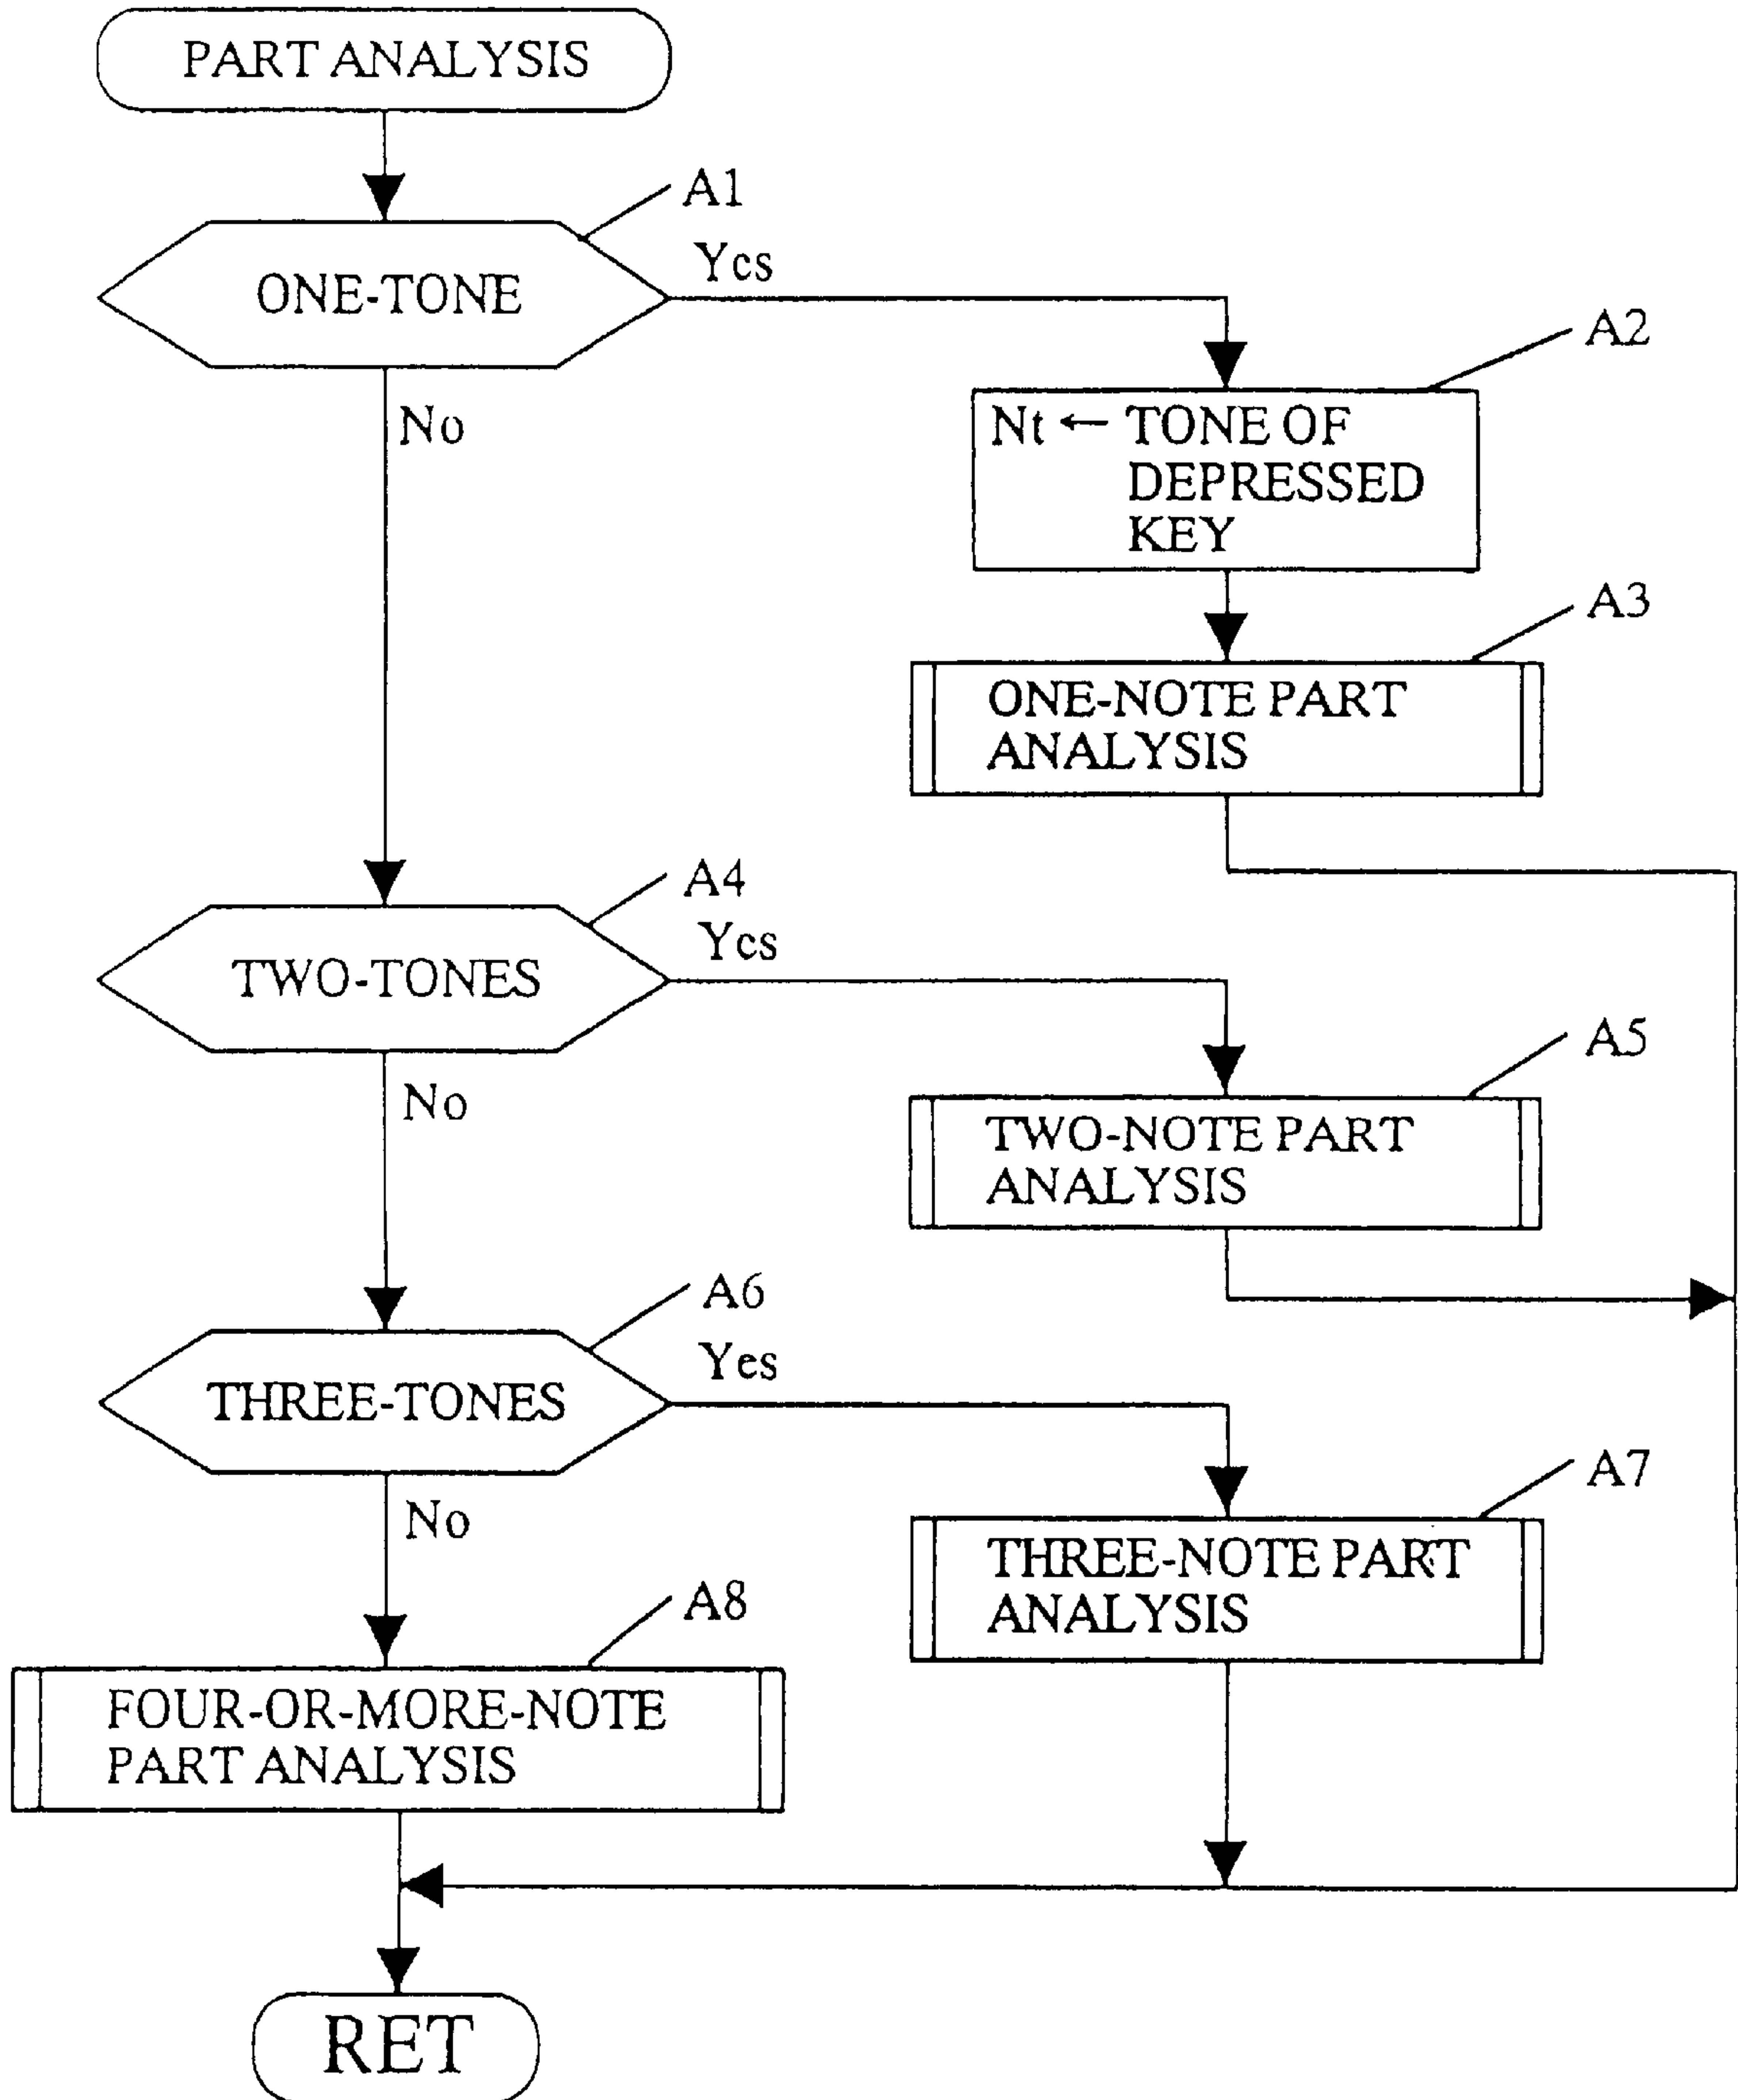 PART ANALYSIS
A1
Yes
ONE-TONE
A2
No
Nt ← TONE OF
DEPRESSED
KEY
A3
ONE-NOTE PART
ANALYSIS
A4
Yes
TWO-TONES
A5
No
TWO-NOTE PART
ANALYSIS
A6
Yes
THREE-TONES
A7
No
THREE-NOTE PART
ANALYSIS
A8
FOUR-OR-MORE-NOTE
PART ANALYSIS
RET